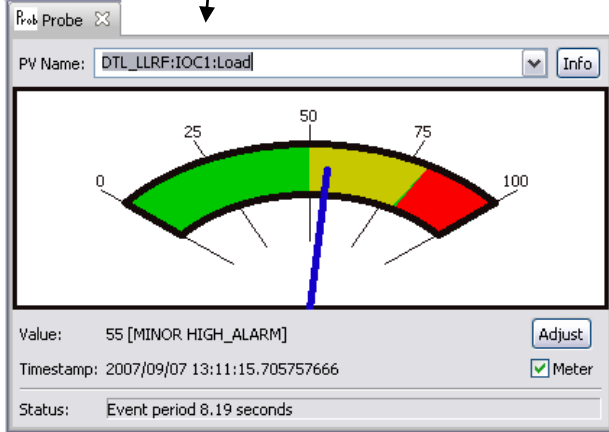 Prob Probe
PV Name: DTL_LLRF:IOC1:Load Info
50
25 75
0 100
Value: 55 [MINOR HIGH_ALARM] Adjust
Timestamp: 2007/09/07 13:11:15.705757666 Meter
Status: Event period 8.19 seconds